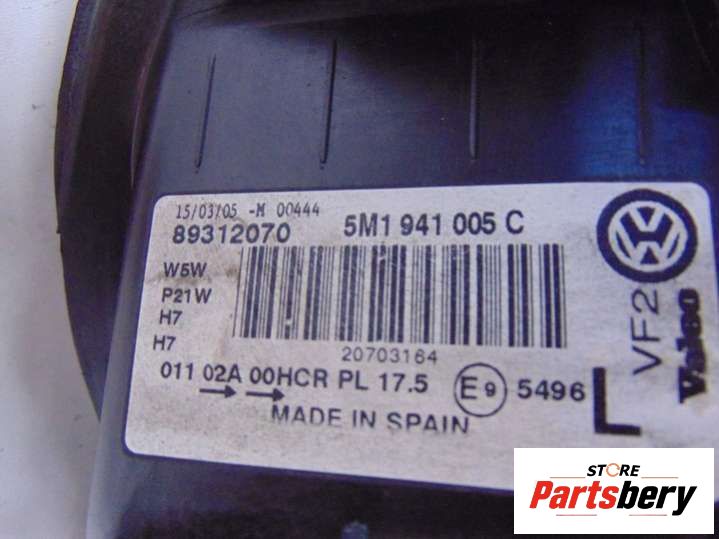 15/03/05 -M 00444
89312070 5M1 941 005 C
W5W
P21W
H7
H7
20703164
011 02A 00HCR PL 17.5 E9 5496
MADE IN SPAIN
L
VF2
Valeo
STORE
Partsbery